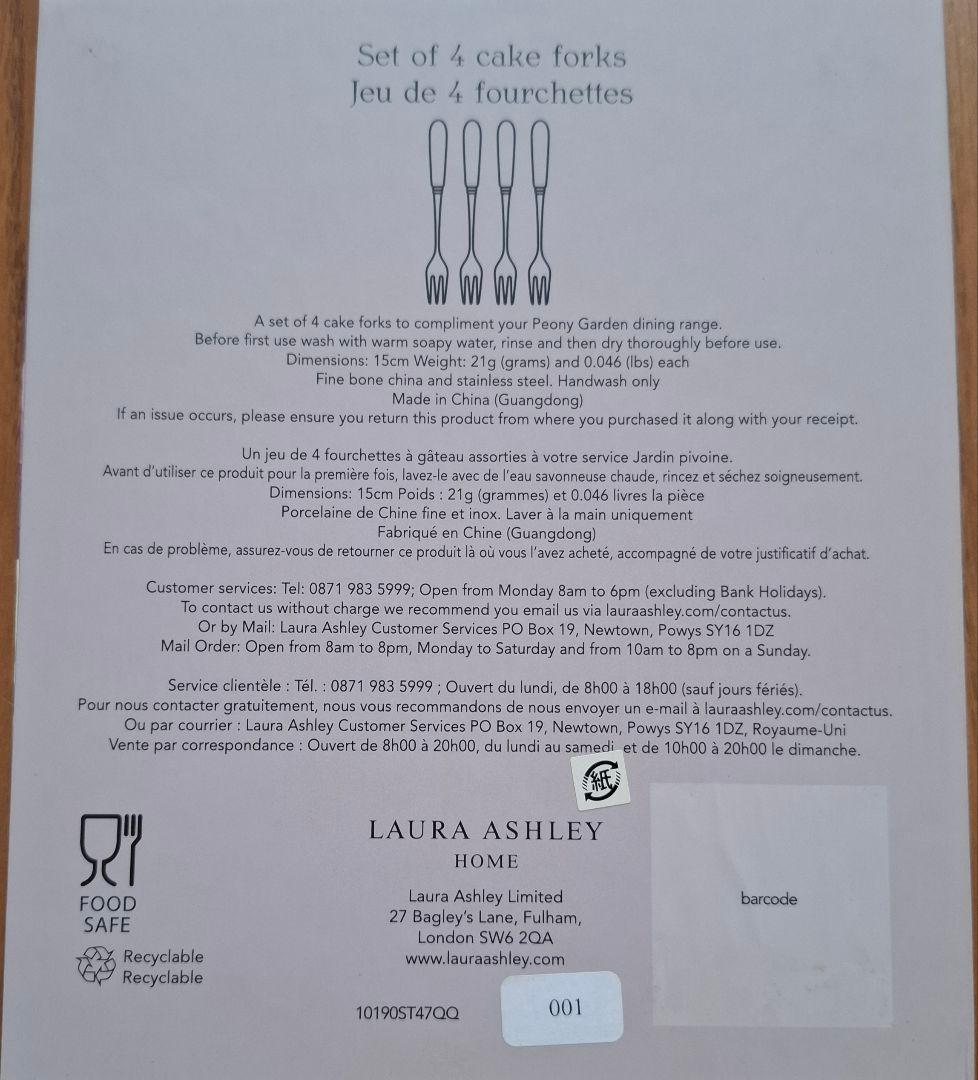 Set of 4 cake forks
Jeu de 4 fourchettes
A set of 4 cake forks to compliment your Peony Garden dining range.
Before first use wash with warm soapy water, rinse and then dry thoroughly before use.
Dimensions: 15cm Weight: 21g (grams) and 0.046 (lbs) each
Fine bone china and stainless steel. Handwash only
Made in China (Guangdong)
If an issue occurs, please ensure you return this product from where you purchased it along with your receipt.
Un jeu de 4 fourchettes à gâteau assorties à votre service Jardin pivoine.
Avant d'utiliser ce produit pour la première fois, lavez-le avec de l'eau savonneuse chaude, rincez et séchez soigneusement.
Dimensions: 15cm Poids : 21g (grammes) et 0.046 livres la pièce
Porcelaine de Chine fine et inox. Laver à la main uniquement
Fabriqué en Chine (Guangdong)
En cas de problème, assurez-vous de retourner ce produit là où vous l'avez acheté, accompagné de votre justificatif d'achat.
Customer services: Tel: 0871 983 5999; Open from Monday 8am to 6pm (excluding Bank Holidays).
To contact us without charge we recommend you email us via lauraashley.com/contactus.
Or by Mail: Laura Ashley Customer Services PO Box 19, Newtown, Powys SY16 1DZ
Mail Order: Open from 8am to 8pm, Monday to Saturday and from 10am to 8pm on a Sunday.
Service clientèle : Tél. : 0871 983 5999 ; Ouvert du lundi, de 8h00 à 18h00 (sauf jours fériés).
Pour nous contacter gratuitement, nous vous recommandons de nous envoyer un e-mail à lauraashley.com/contactus.
Ou par courrier : Laura Ashley Customer Services PO Box 19, Newtown, Powys SY16 1DZ, Royaume-Uni
Vente par correspondance : Ouvert de 8h00 à 20h00, du lundi au samedi et de 10h00 à 20h00 le dimanche.
紙
LAURA ASHLEY
HOME
Laura Ashley Limited
27 Bagley's Lane, Fulham,
London SW6 2QA
www.lauraashley.com
FOOD
SAFE
Recyclable
Recyclable
barcode
10190ST47QQ
001